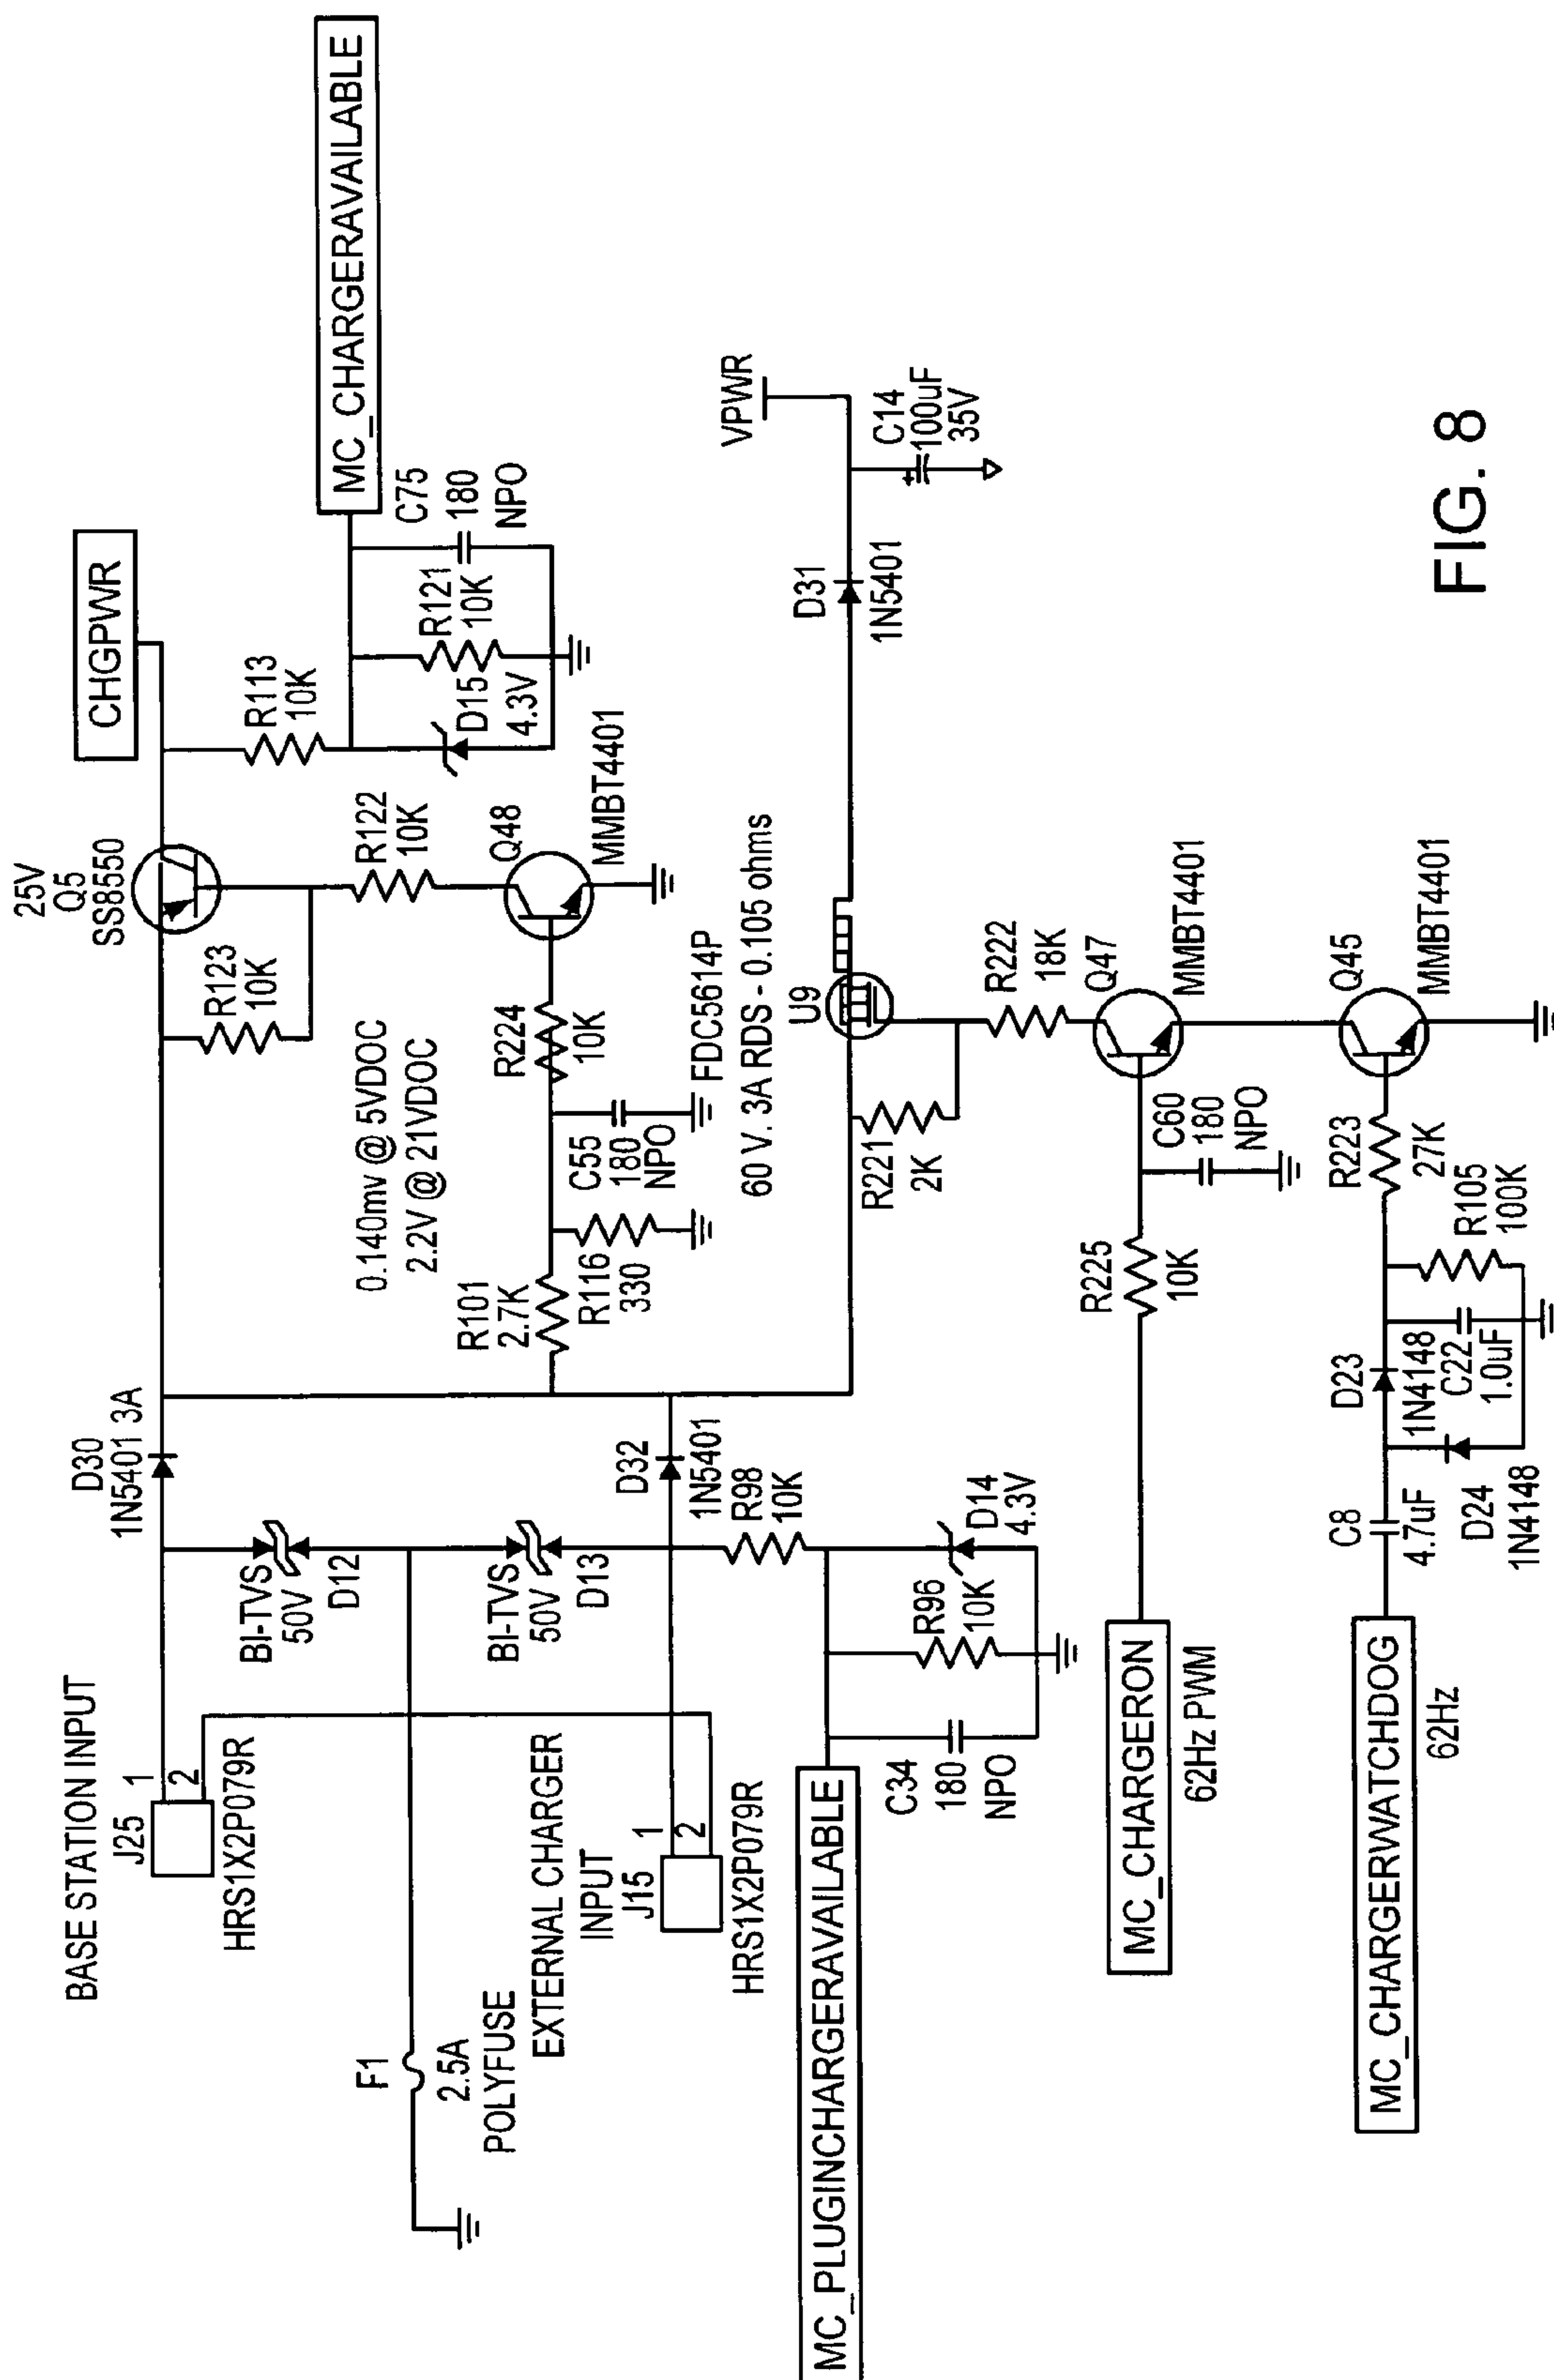 BASE STATION INPUT
J25
1
2
HRS1X2P079R
D30
1N5401 3A
BI-TVS
50V
D12
F1
2.5A
POLYFUSE
BI-TVS
50V
D13
EXTERNAL CHARGER
INPUT
J15
1
2
HRS1X2P079R
D32
1N5401
R98
10K
MC_PLUGINCHARGERAVAILABLE
C34
180
NPO
R96
10K
D14
4.3V
25V
Q5
SS8550
R123
10K
CHGPWR
R113
10K
MC_CHARGERAVAILABLE
R122
10K
D15
4.3V
R121
10K
C75
180
NPO
0.140mv @ 5VDOC
2.2V @ 21VDOC
R101
2.7K
R116
330
C55
180
NPO
R224
10K
Q48
MMBT4401
FDC5614P
60 V. 3A RDS - 0.105 ohms
U9
R221
2K
R222
18K
D31
1N5401
VPWR
C14
100uF
35V
MC_CHARGERON
62Hz PWM
R225
10K
C60
180
NPO
Q47
MMBT4401
MC_CHARGERWATCHDOG
62Hz
C8
4.7uF
D24
1N4148
D23
1N4148
C22
1.0uF
R105
100K
R223
27K
Q45
MMBT4401
FIG. 8